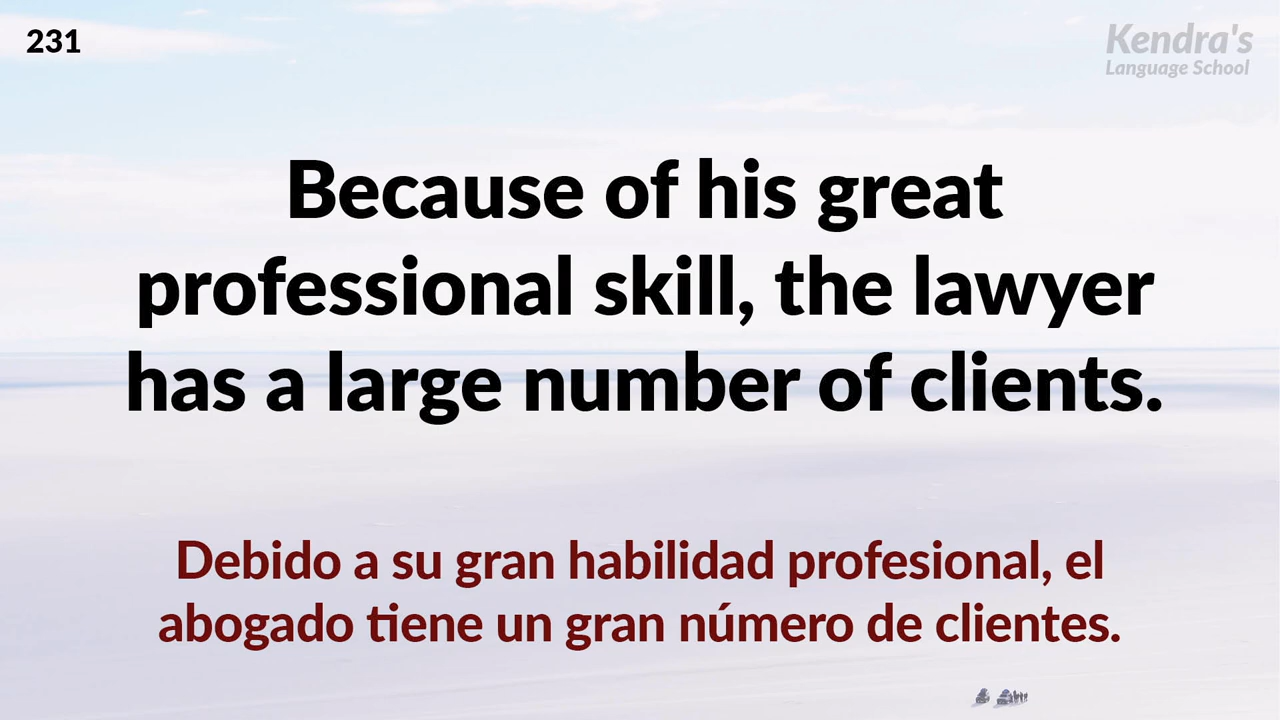 231
Kendra's
Language School
Because of his great
professional skill, the lawyer
has a large number of clients.
Debido a su gran habilidad profesional, el
abogado tiene un gran número de clientes.